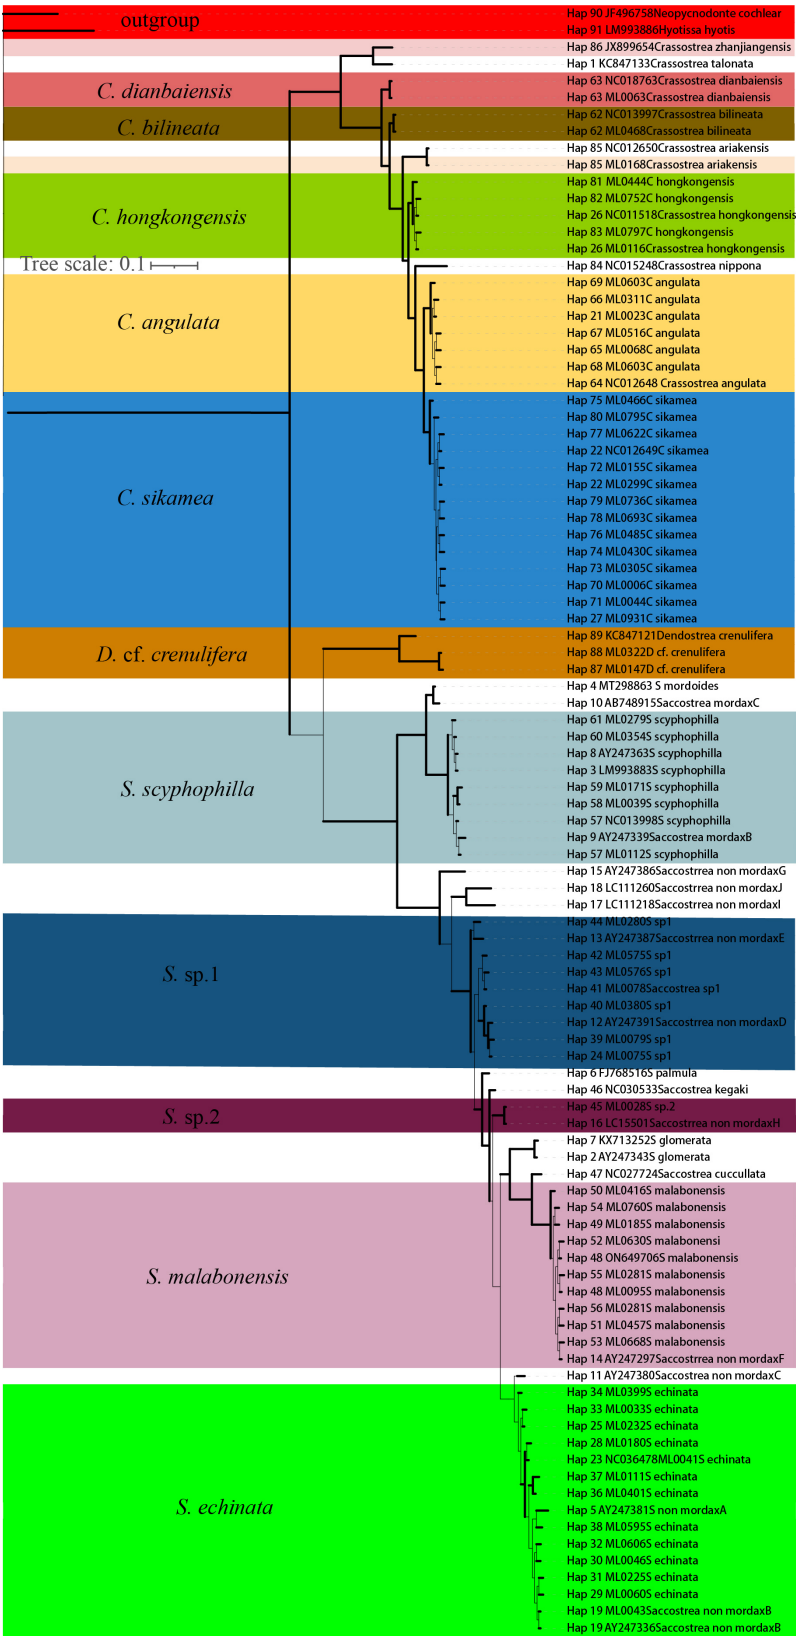 Hap 90 JF496758Neopycnodonte cochlear
outgroup
Hap 91 LM993886Hyotissa hyotis
Hap 86 JX899654Crassostrea zhanjiangensis
Hap 1 KC847133Crassostrea talonata
Hap 63 NC018763Crassostrea dianbaiensis
C. dianbaiensis
Hap 63 ML0063Crassostrea dianbaiensis
Hap 62 NC013997Crassostrea bilineata
C. bilineata
Hap 62 ML0468Crassostrea bilineata
Hap 85 NC012650Crassostrea ariakensis
Hap 85 ML0168Crassostrea ariakensis
Hap 81 ML0444C hongkongensis
Hap 82 ML0752C hongkongensis
C. hongkongensis
Hap 26 NC011518Crassostrea hongkongensis
Hap 83 ML0797C hongkongensis
Hap 26 ML0116Crassostrea hongkongensis
Tree scale: 0.1
Hap 84 NC015248Crassostrea nippona
Hap 69 ML0603C angulata
Hap 66 ML0311C angulata
Hap 21 ML0023C angulata
C. angulata
Hap 67 ML0516C angulata
Hap 65 ML0068C angulata
Hap 68 ML0603C angulata
Hap 64 NC012648 Crassostrea angulata
Hap 75 ML0466C sikamea
Hap 80 ML0795C sikamea
Hap 77 ML0622C sikamea
Hap 22 NC012649C sikamea
Hap 72 ML0155C sikamea
Hap 22 ML0299C sikamea
C. sikamea
Hap 79 ML0736C sikamea
Hap 78 ML0693C sikamea
Hap 76 ML0485C sikamea
Hap 74 ML0430C sikamea
Hap 73 ML0305C sikamea
Hap 70 ML0006C sikamea
Hap 71 ML0044C sikamea
Hap 27 ML0931C sikamea
Hap 89 KC847121Dendostrea crenulifera
D. cf. crenulifera
Hap 88 ML0322D cf. crenulifera
Hap 87 ML0147D cf. crenulifera
Hap 4 MT298863 S mordoides
Hap 10 AB748915Saccostrea mordaxC
Hap 61 ML0279S scyphophilla
Hap 60 ML0354S scyphophilla
Hap 8 AY247363S scyphophilla
Hap 3 LM993883S scyphophilla
S. scyphophilla
Hap 59 ML0171S scyphophilla
Hap 58 ML0039S scyphophilla
Hap 57 NC013998S scyphophilla
Hap 9 AY247339Saccostrea mordaxB
Hap 57 ML0112S scyphophilla
Hap 15 AY247386Saccostrrea non mordaxG
Hap 18 LC111260Saccostrrea non mordaxJ
Hap 17 LC111218Saccostrrea non mordaxI
Hap 44 ML0280S sp1
Hap 13 AY247387Saccostrrea non mordaxE
Hap 42 ML0575S sp1
S. sp.1
Hap 43 ML0576S sp1
Hap 41 ML0078Saccostrea sp1
Hap 40 ML0380S sp1
Hap 12 AY247391Saccostrrea non mordaxD
Hap 39 ML0079S sp1
Hap 24 ML0075S sp1
Hap 6 FJ768516S palmula
Hap 46 NC030533Saccostrea kegaki
Hap 45 ML0028S sp.2
S. sp.2
Hap 16 LC15501Saccostrrea non mordaxH
Hap 7 KX713252S glomerata
Hap 2 AY247343S glomerata
Hap 47 NC027724Saccostrea cuccullata
Hap 50 ML0416S malabonensis
Hap 54 ML0760S malabonensis
Hap 49 ML0185S malabonensis
Hap 52 ML0630S malabonensi
Hap 48 ON649706S malabonensis
S. malabonensis
Hap 55 ML0281S malabonensis
Hap 48 ML0095S malabonensis
Hap 56 ML0281S malabonensis
Hap 51 ML0457S malabonensis
Hap 53 ML0668S malabonensis
Hap 14 AY247297Saccostrrea non mordaxF
Hap 11 AY247380Saccostrea non mordaxC
Hap 34 ML0399S echinata
Hap 33 ML0033S echinata
Hap 25 ML0232S echinata
Hap 28 ML0180S echinata
Hap 23 NC036478ML0041S echinata
Hap 37 ML0111S echinata
Hap 36 ML0401S echinata
S. echinata
Hap 5 AY247381S non mordaxA
Hap 38 ML0595S echinata
Hap 32 ML0606S echinata
Hap 30 ML0046S echinata
Hap 31 ML0225S echinata
Hap 29 ML0060S echinata
Hap 19 ML0043Saccostrea non mordaxB
Hap 19 AY247336Saccostrea non mordaxB